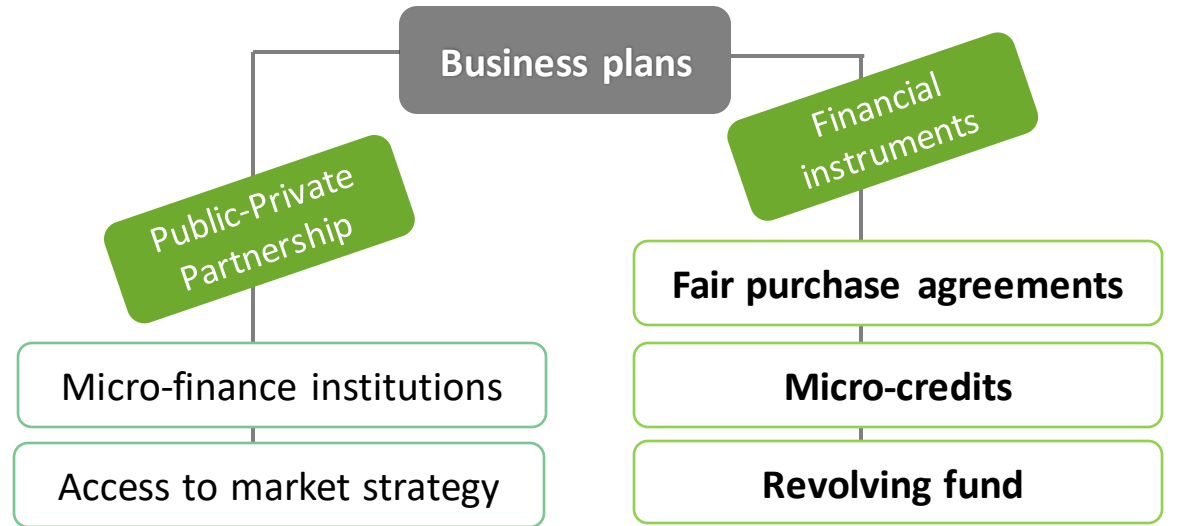 Business plans
Public-Private
Partnership
Micro-finance institutions
Access to market strategy
Financial
instruments
Fair purchase agreements
Micro-credits
Revolving fund